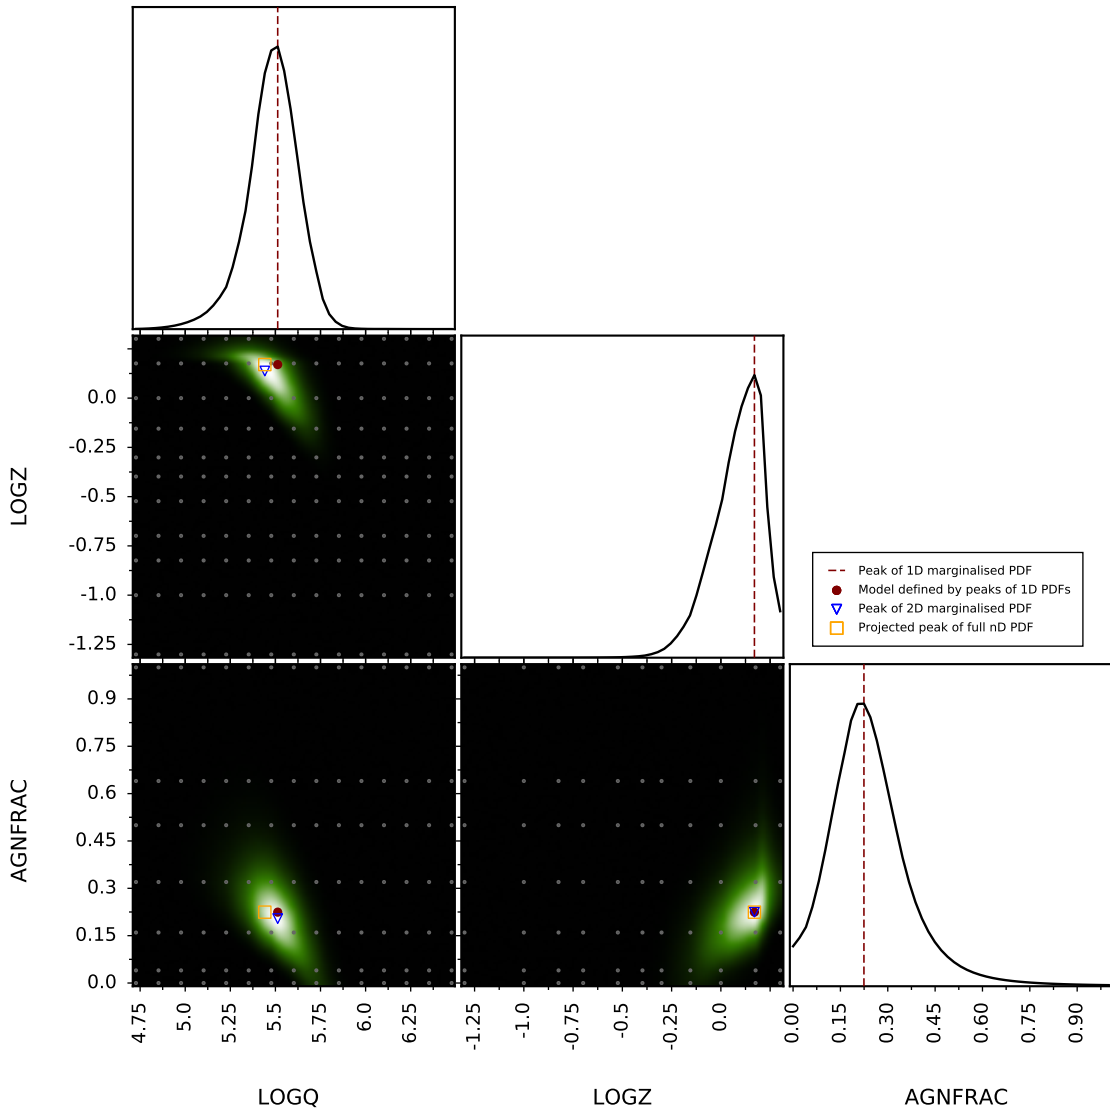 LOGZ
0.0
-0.25
-0.5
-0.75
-1.0
-1.25
Peak of 1D marginalised PDF
Model defined by peaks of 1D PDFs
Peak of 2D marginalised PDF
Projected peak of full nD PDF
AGNFRAC
0.9
0.75
0.6
0.45
0.3
0.15
0.0
4.75 5.0 5.25 5.5 5.75 6.0 6.25
-1.25 -1.0 -0.75 -0.5 -0.25 0.0
0.00 0.15 0.30 0.45 0.60 0.75 0.90
LOGQ LOGZ AGNFRAC